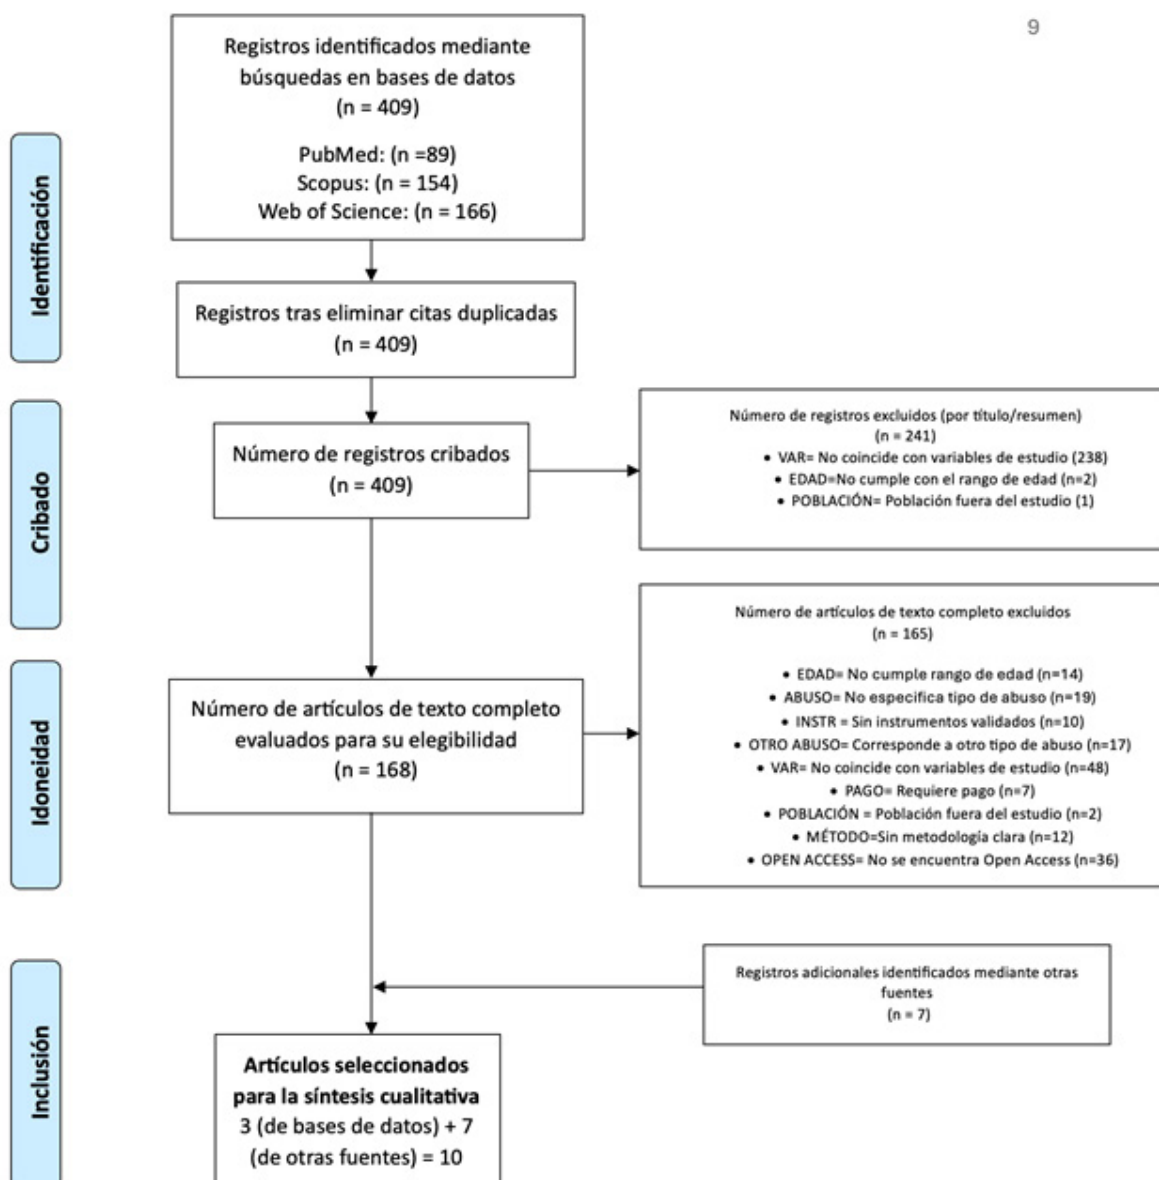 9
Registros identificados mediante
búsquedas en bases de datos
(n = 409)
PubMed: (n =89)
Scopus: (n = 154)
Web of Science: (n = 166)
Identificación
Registros tras eliminar citas duplicadas
(n = 409)
Cribado
Número de registros cribados
(n = 409)
Número de registros excluidos (por título/resumen)
(n = 241)
• VAR= No coincide con variables de estudio (238)
• EDAD=No cumple con el rango de edad (n=2)
• POBLACIÓN= Población fuera del estudio (1)
Idoneidad
Número de artículos de texto completo
evaluados para su elegibilidad
(n = 168)
Número de artículos de texto completo excluidos
(n = 165)
• EDAD= No cumple rango de edad (n=14)
• ABUSO= No especifica tipo de abuso (n=19)
• INSTR = Sin instrumentos validados (n=10)
• OTRO ABUSO= Corresponde a otro tipo de abuso (n=17)
• VAR= No coincide con variables de estudio (n=48)
• PAGO= Requiere pago (n=7)
• POBLACIÓN = Población fuera del estudio (n=2)
• MÉTODO=Sin metodología clara (n=12)
• OPEN ACCESS= No se encuentra Open Access (n=36)
Inclusión
Registros adicionales identificados mediante otras
fuentes
(n = 7)
Artículos seleccionados
para la síntesis cualitativa
3 (de bases de datos) + 7
(de otras fuentes) = 10